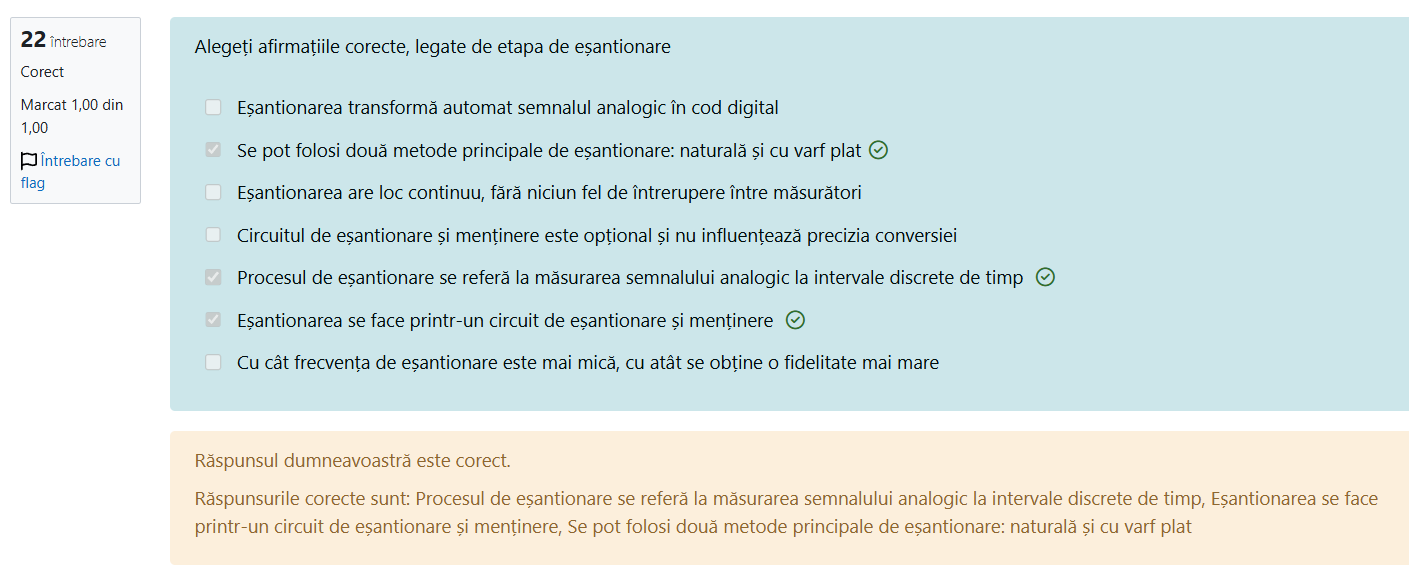 22 întrebare
Corect
Marcat 1,00 din
1,00
Întrebare cu
flag
Alegeți afirmațiile corecte, legate de etapa de eșantionare
Eșantionarea transformă automat semnalul analogic în cod digital
Se pot folosi două metode principale de eșantionare: naturală și cu varf plat
Eșantionarea are loc continuu, fără niciun fel de întrerupere între măsurători
Circuitul de eșantionare și menținere este opțional și nu influențează precizia conversiei
Procesul de eșantionare se referă la măsurarea semnalului analogic la intervale discrete de timp
Eșantionarea se face printr-un circuit de eșantionare și menținere
Cu cât frecvența de eșantionare este mai mică, cu atât se obține o fidelitate mai mare
Răspunsul dumneavoastră este corect.
Răspunsurile corecte sunt: Procesul de eșantionare se referă la măsurarea semnalului analogic la intervale discrete de timp, Eșantionarea se face
printr-un circuit de eșantionare și menținere, Se pot folosi două metode principale de eșantionare: naturală și cu varf plat